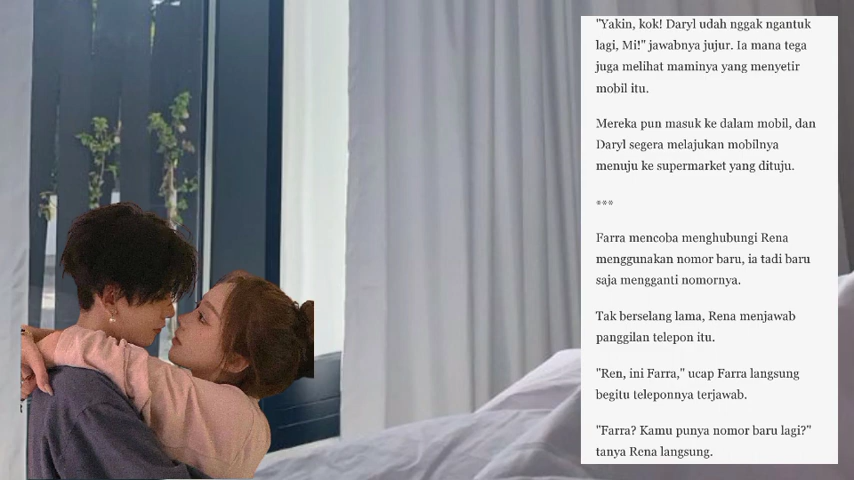 "Yakin, kok! Daryl udah nggak ngantuk
lagi, Mi!" jawabnya jujur. Ia mana tega
juga melihat maminya yang menyetir
mobil itu.
Mereka pun masuk ke dalam mobil, dan
Daryl segera melajukan mobilnya
menuju ke supermarket yang dituju.
***
Farra mencoba menghubungi Rena
menggunakan nomor baru, ia tadi baru
saja mengganti nomornya.
Tak berselang lama, Rena menjawab
panggilan telepon itu.
"Ren, ini Farra," ucap Farra langsung
begitu teleponnya terjawab.
"Farra? Kamu punya nomor baru lagi?"
tanya Rena langsung.